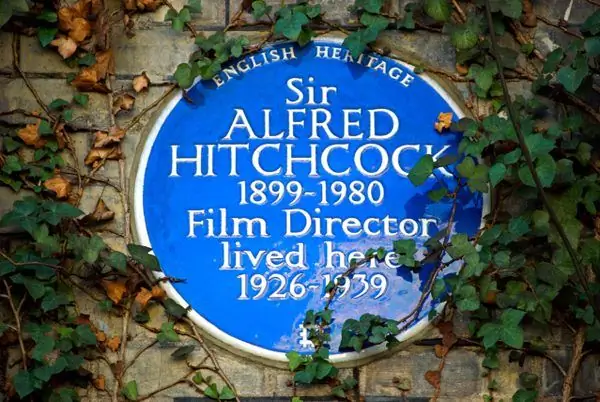 ENGLISH HERITAGE
Sir
ALFRED
HITCHCOCK
1899-1980
Film Director
lived here
1926-1939